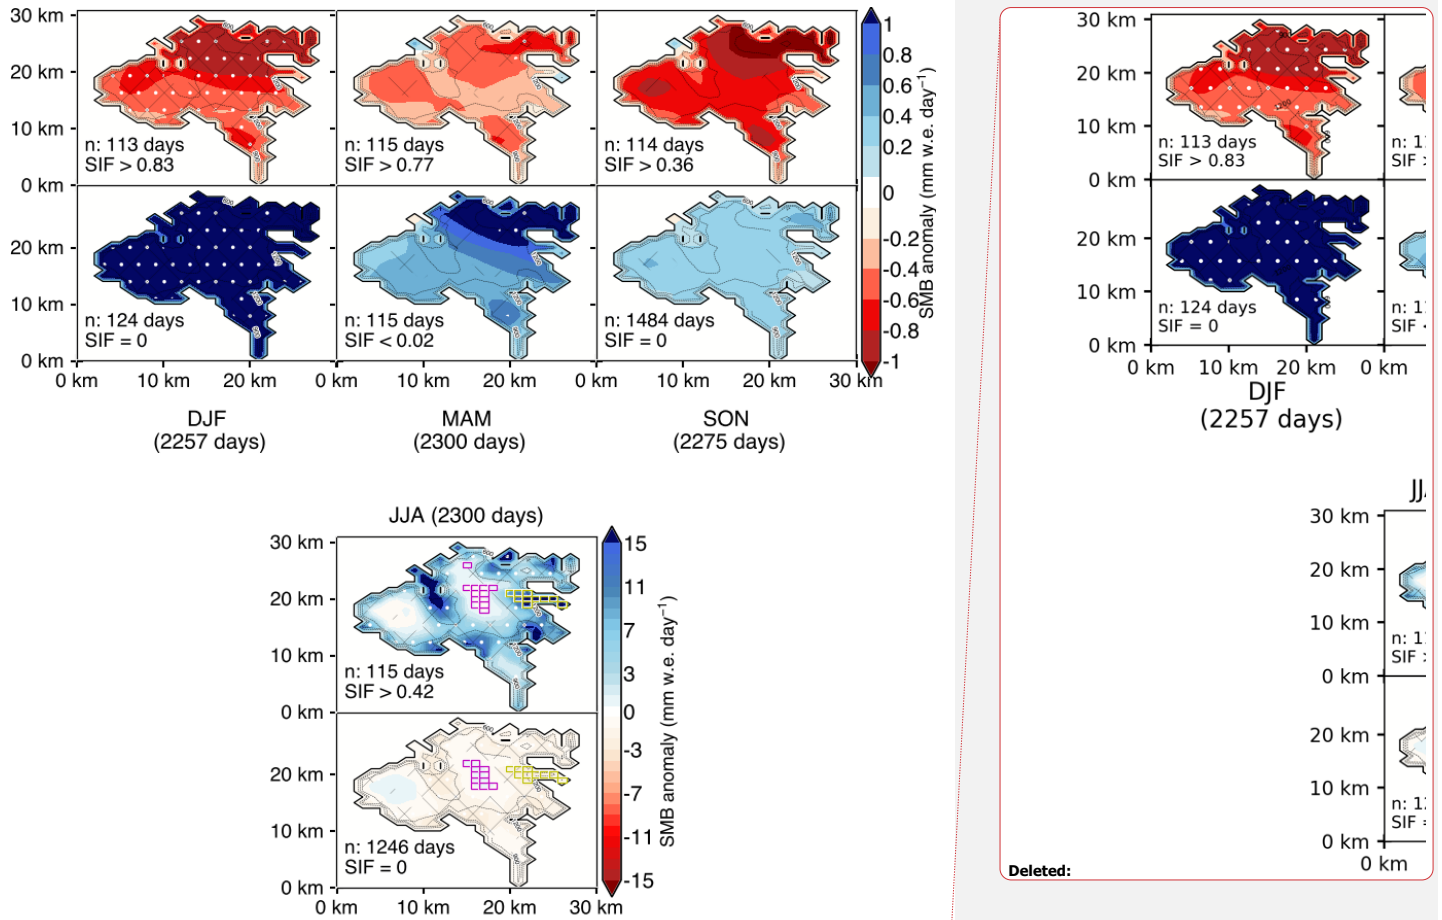 30 km
20 km
10 km
0 km
n: 113 days
SIF > 0.83
n: 115 days
SIF > 0.77
n: 114 days
SIF > 0.36
20 km
10 km
0 km
n: 124 days
SIF = 0
n: 115 days
SIF < 0.02
n: 1484 days
SIF = 0
0 km
10 km
20 km
0 km
10 km
20 km
0 km
10 km
20 km
30 km
1
0.8
0.6
0.4
0.2
0
-0.2
-0.4
-0.6
-0.8
-1
SMB anomaly (mm w.e. day⁻¹)
DJF
(2257 days)
MAM
(2300 days)
SON
(2275 days)
JJA (2300 days)
30 km
20 km
10 km
0 km
n: 115 days
SIF > 0.42
20 km
10 km
0 km
n: 1246 days
SIF = 0
0 km
10 km
20 km
30 km
15
11
7
3
0
-3
-7
-11
-15
SMB anomaly (mm w.e. day⁻¹)
30 km
20 km
10 km
0 km
n: 113 days
SIF > 0.83
n: 11
SIF >
20 km
10 km
0 km
n: 124 days
SIF = 0
n: 11
SIF <
0 km
10 km
20 km
0 km
DJF
(2257 days)
JJ
30 km
20 km
10 km
0 km
n: 11
SIF >
20 km
10 km
0 km
n: 12
SIF =
0 km
Deleted: